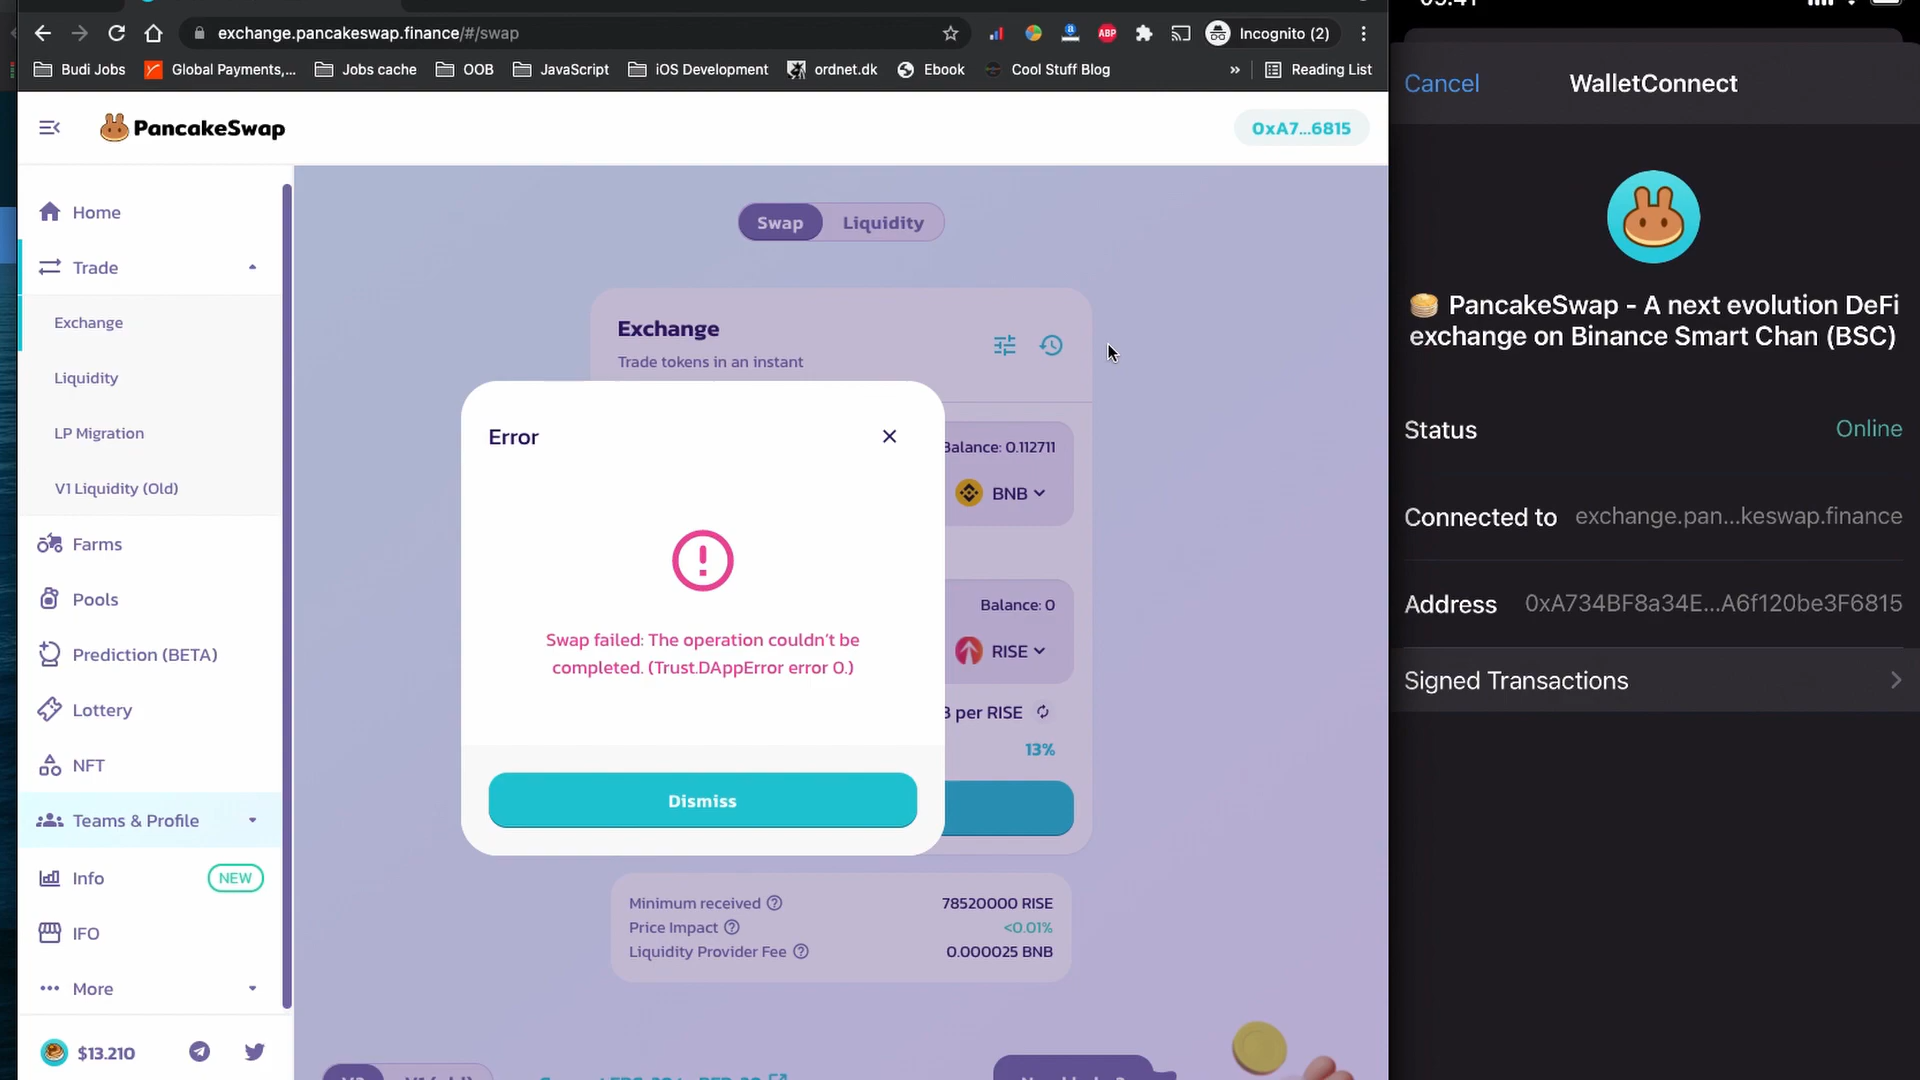 exchange.pancakeswap.finance/#/swap
Incognito (2)
Budi Jobs
Global Payments,...
Jobs cache
OOB
JavaScript
iOS Development
ordnet.dk
Ebook
Cool Stuff Blog
»
Reading List
PancakeSwap
0xA7...6815
Home
Trade
Exchange
Liquidity
LP Migration
V1 Liquidity (Old)
Farms
Pools
Prediction (BETA)
Lottery
NFT
Teams & Profile
Info
NEW
IFO
More
$13.210
Swap
Liquidity
Exchange
Trade tokens in an instant
Balance: 0.112711
BNB
Balance: 0
RISE
per RISE
13%
Error
Swap failed: The operation couldn't be
completed. (Trust.DAppError error 0.)
Dismiss
Minimum received
78520000 RISE
Price Impact
<0.01%
Liquidity Provider Fee
0.000025 BNB
Cancel
WalletConnect
🥞 PancakeSwap - A next evolution DeFi
exchange on Binance Smart Chan (BSC)
Status
Online
Connected to
exchange.pan...keswap.finance
Address
0xA734BF8a34E...A6f120be3F6815
Signed Transactions